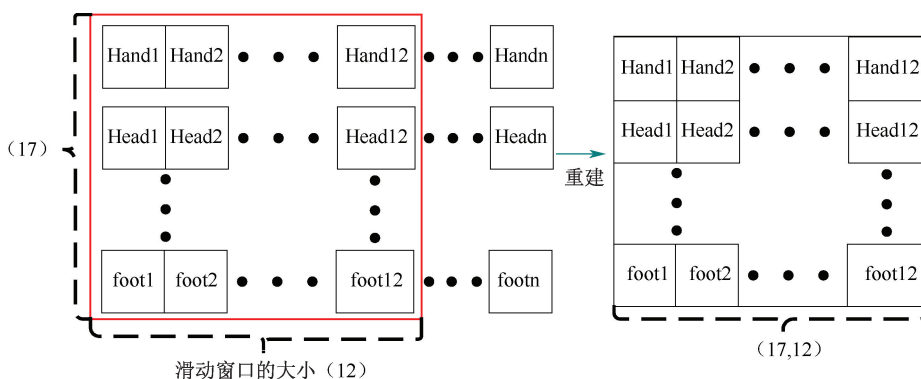 Hand1 Hand2 Hand12 Handn
Head1 Head2 Head12 Headn
(17)
foot1 foot2 foot12 footn
滑动窗口的大小（12）
重建
Hand1 Hand2 Hand12
Head1 Head2 Head12
foot1 foot2 foot12
(17,12)